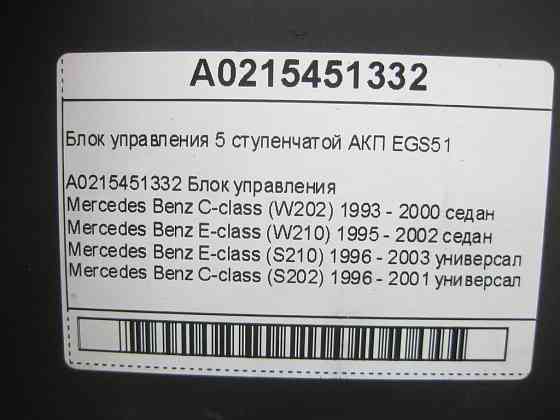 A0215451332
Блок управления 5 ступенчатой АКП EGS51
A0215451332 Блок управления
Mercedes Benz C-class (W202) 1993 - 2000 седан
Mercedes Benz E-class (W210) 1995 - 2002 седан
Mercedes Benz E-class (S210) 1996 - 2003 универсал
Mercedes Benz C-class (S202) 1996 - 2001 универсал